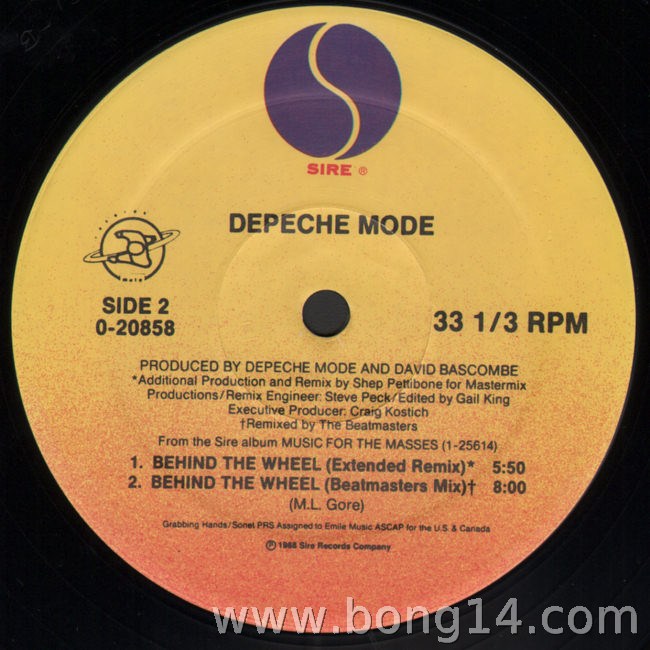 SIRE ®
DEPECHE MODE
SIDE 2
0-20858
33 1/3 RPM
PRODUCED BY DEPECHE MODE AND DAVID BASCOMBE
*Additional Production and Remix by Shep Pettibone for Mastermix
Productions/Remix Engineer: Steve Peck/Edited by Gail King
Executive Producer: Craig Kostich
†Remixed by The Beatmasters
From the Sire album MUSIC FOR THE MASSES (1-25614)
1. BEHIND THE WHEEL (Extended Remix)* 5:50
2. BEHIND THE WHEEL (Beatmasters Mix)† 8:00
(M.L. Gore)
Grabbing Hands/Sonet PRS Assigned to Emile Music ASCAP for the U.S. & Canada
℗ 1988 Sire Records Company
www.bong14.com